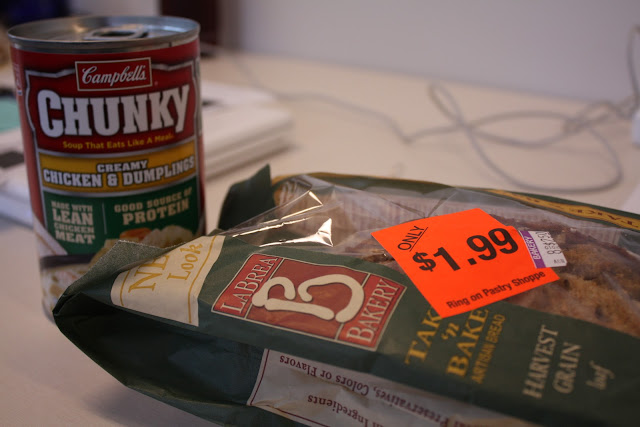 Campbell's
CHUNKY
Soup That Eats Like A Meal
CREAMY
CHICKEN & DUMPLINGS
MADE WITH
LEAN
CHICKEN
MEAT
GOOD SOURCE OF
PROTEIN
NEW
Look
LABREA
B
BAKERY
ONLY
$1.99
Ring on Pastry Shoppe
TAKE
'n
BAKE
ARTISAN BREAD
HARVEST
GRAIN
loaf
Preservatives, Colors or Flavors
Ingredients